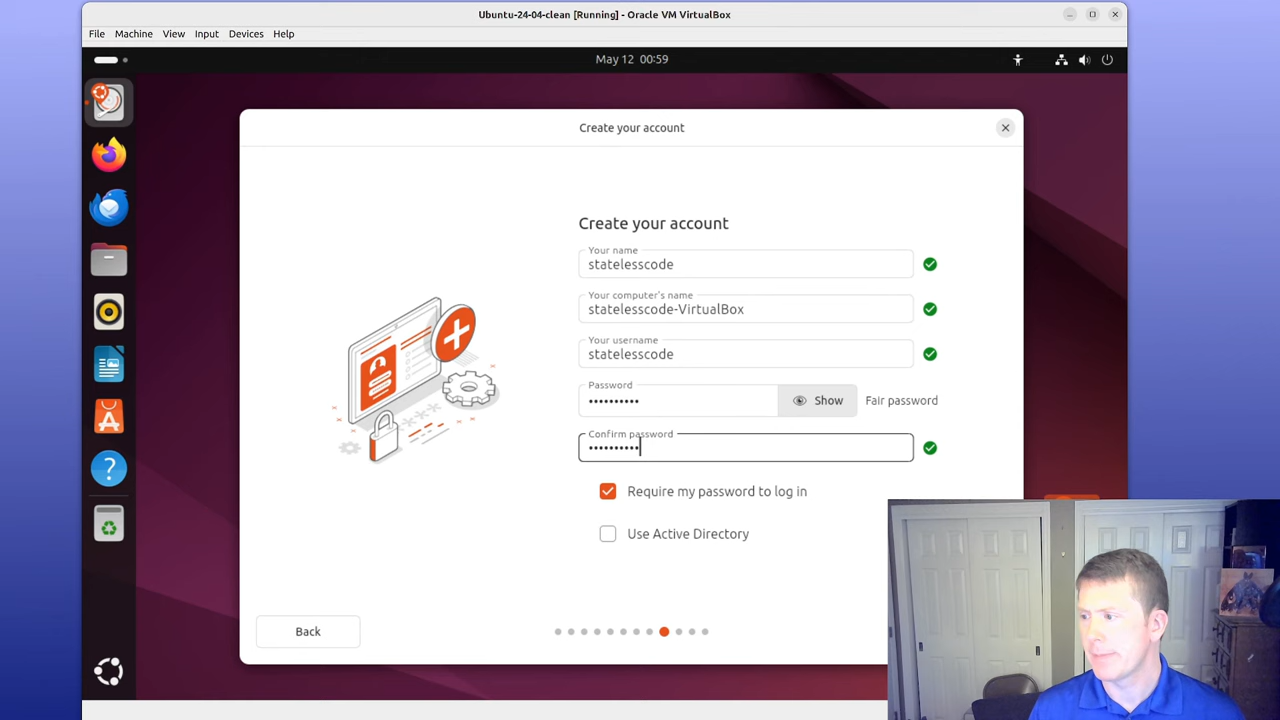 Ubuntu-24-04-clean [Running] - Oracle VM VirtualBox
File Machine View Input Devices Help
May 12 00:59
Create your account
Create your account
Your name
statelesscode
Your computer's name
statelesscode-VirtualBox
Your username
statelesscode
Password
•••••••••• Show Fair password
Confirm password
••••••••••
Require my password to log in
Use Active Directory
Back